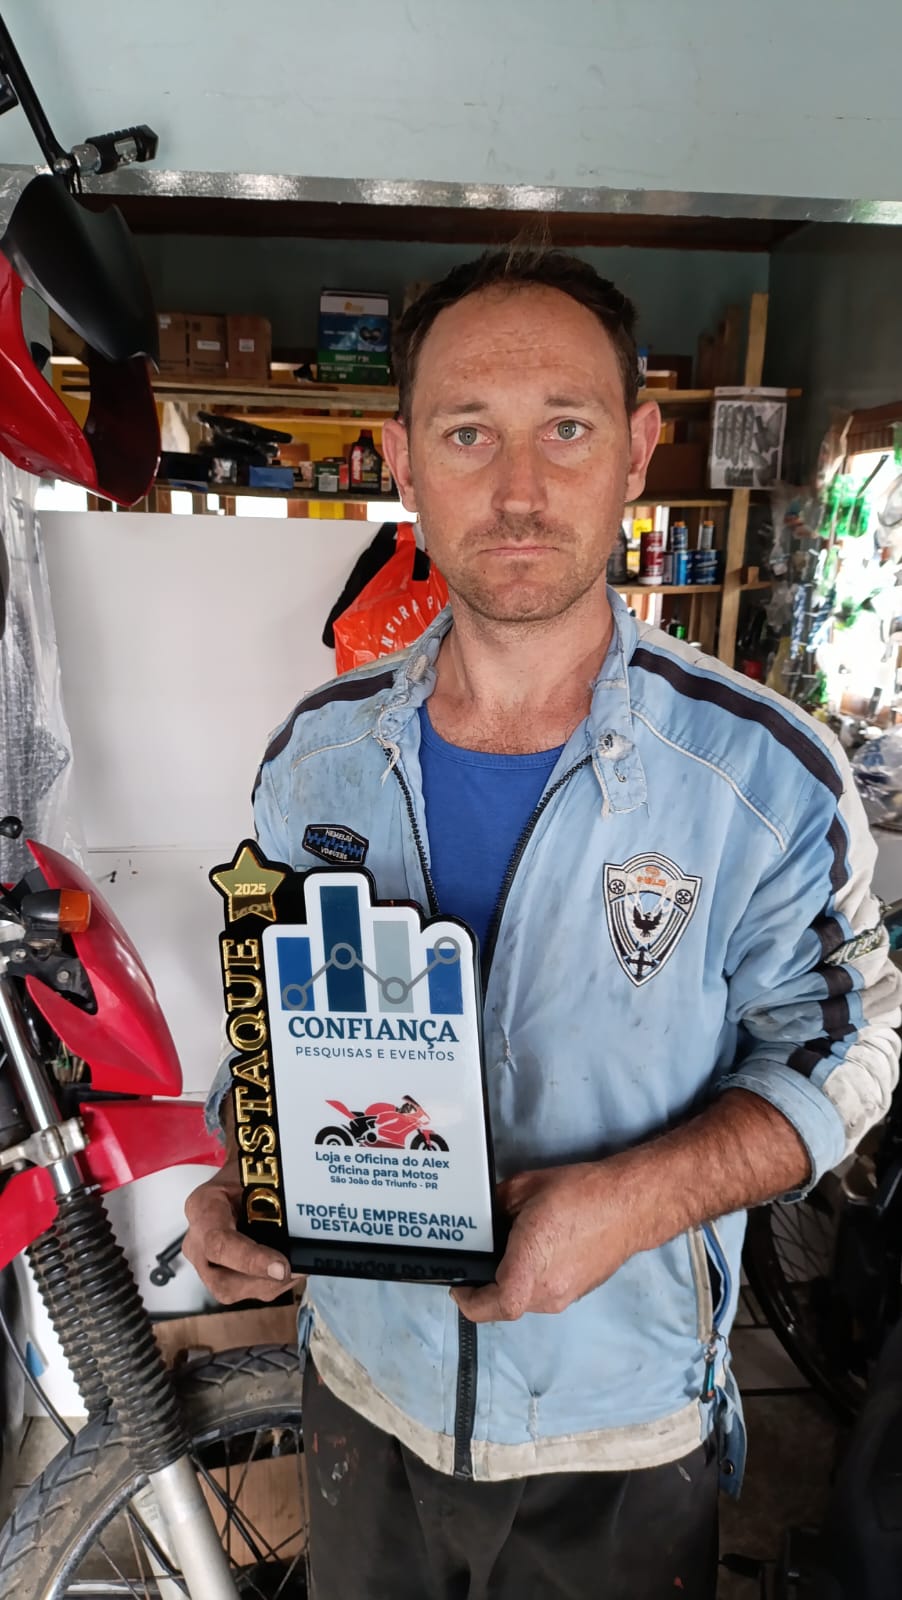 2025
DESTAQUE
CONFIANÇA
PESQUISAS E EVENTOS
Loja e Oficina do Alex
Oficina para Motos
São João do Triunfo - PR
TROFÉU EMPRESARIAL
DESTAQUE DO ANO